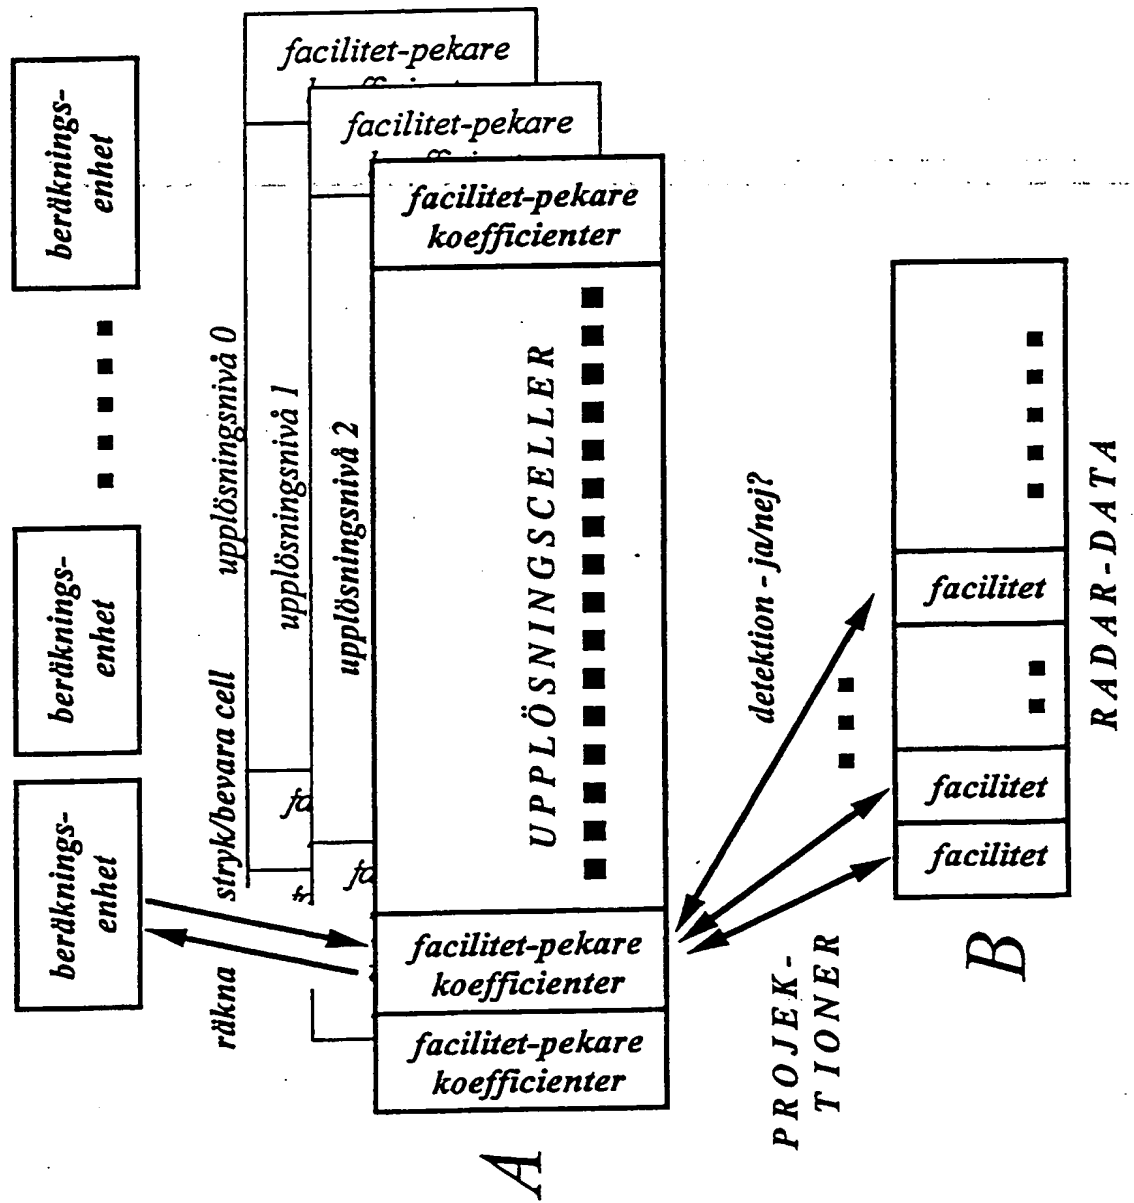 beräknings-
enhet
beräknings-
enhet
beräknings-
enhet
räkna
stryk/bevara cell
upplösningsnivå 0
upplösningsnivå 1
upplösningsnivå 2
facilitet-pekare
facilitet-pekare
facilitet-pekare
koefficienter
UPPLÖSNINGSCELLER
facilitet-pekare
koefficienter
facilitet-pekare
koefficienter
A
PROJEK-
TIONER
detektion - ja/nej?
facilitet
facilitet
facilitet
RADAR-DATA
B